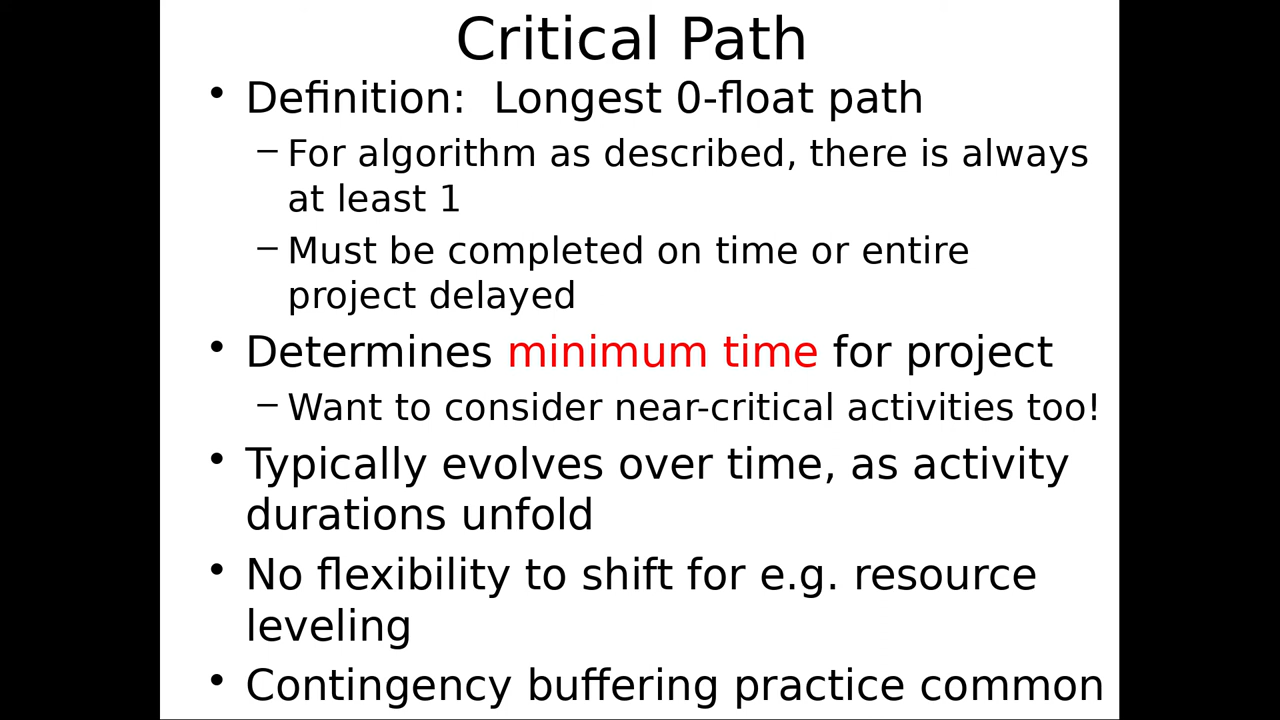 Critical Path
• Definition:  Longest 0-float path
– For algorithm as described, there is always
at least 1
– Must be completed on time or entire
project delayed
• Determines minimum time for project
– Want to consider near-critical activities too!
• Typically evolves over time, as activity
durations unfold
• No flexibility to shift for e.g. resource
leveling
• Contingency buffering practice common